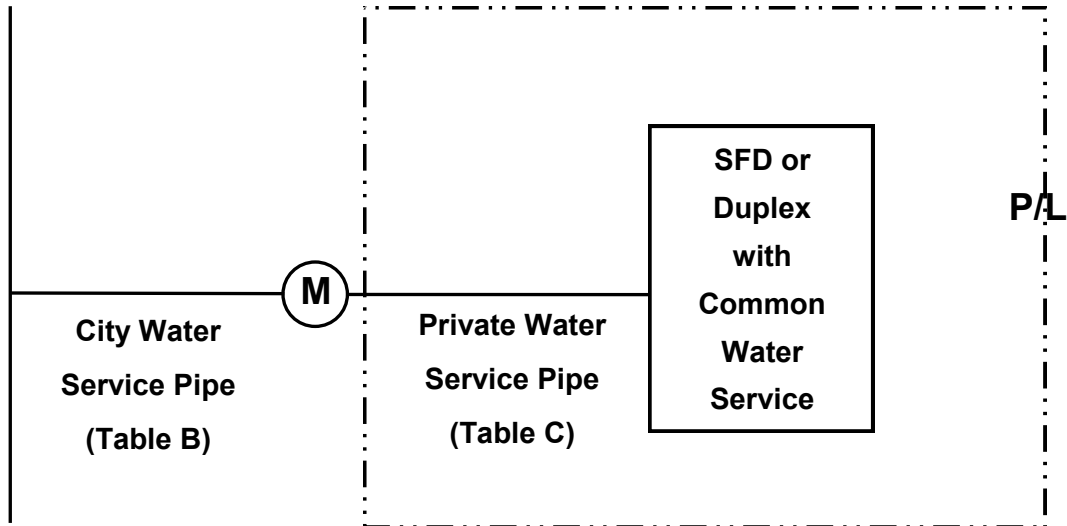 SFD or
Duplex
with
Common
Water
Service
P/L
M
City Water
Service Pipe
(Table B)
Private Water
Service Pipe
(Table C)